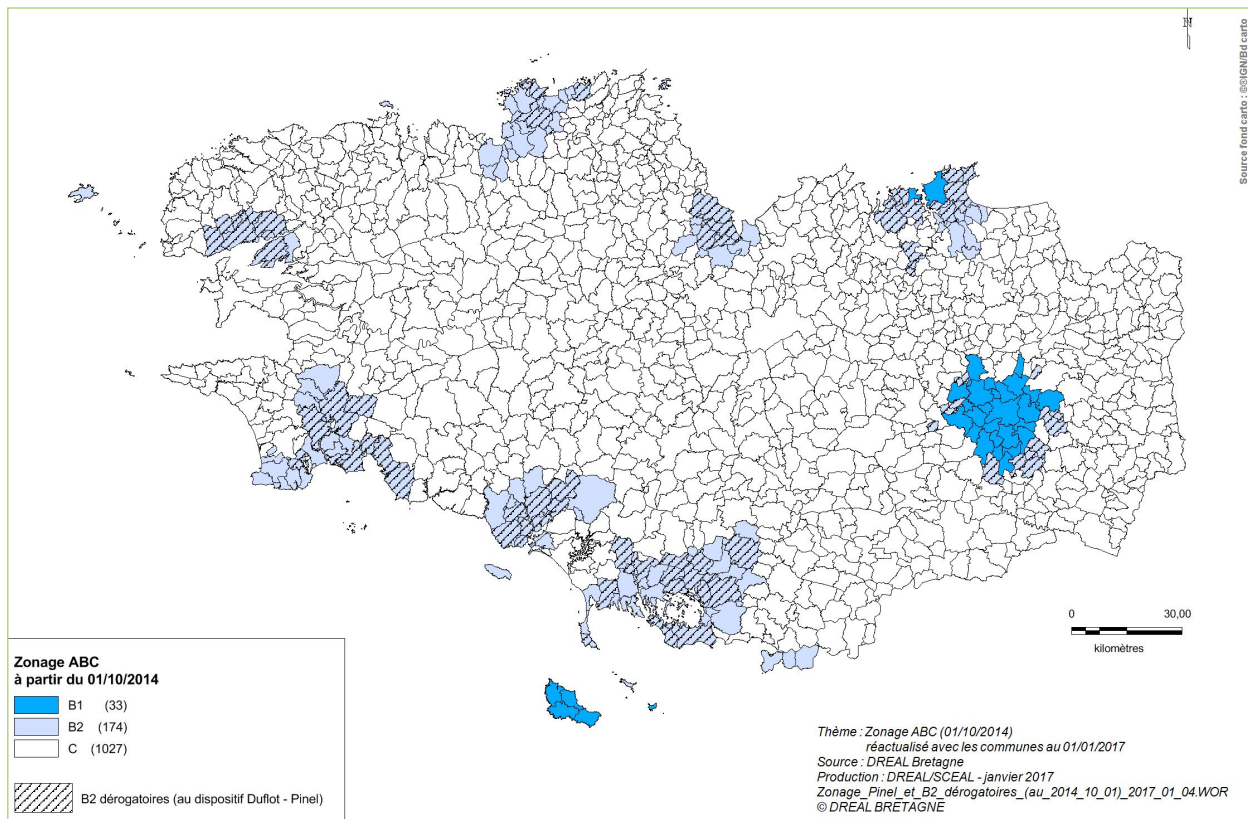 N
Source fond carto : ©®IGN/Bd carto
0 30,00
kilomètres
Zonage ABC
à partir du 01/10/2014
B1 (33)
B2 (174)
C (1027)
B2 dérogatoires (au dispositif Duflot - Pinel)
Thème : Zonage ABC (01/10/2014)
réactualisé avec les communes au 01/01/2017
Source : DREAL Bretagne
Production : DREAL/SCEAL - janvier 2017
Zonage_Pinel_et_B2_dérogatoires_(au_2014_10_01)_2017_01_04.WOR
© DREAL BRETAGNE